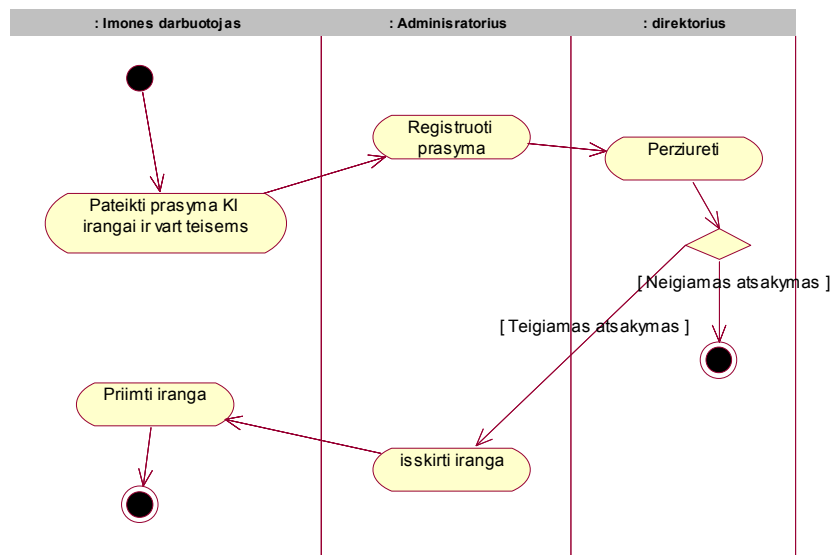 : Imones darbuotojas
: Adminisratorius
: direktorius
Registruoti
prasyma
Perziureti
Pateikti prasyma KI
irangai ir vart teisems
[ Neigiamas atsakymas ]
[ Teigiamas atsakymas ]
Priimti iranga
isskirti iranga